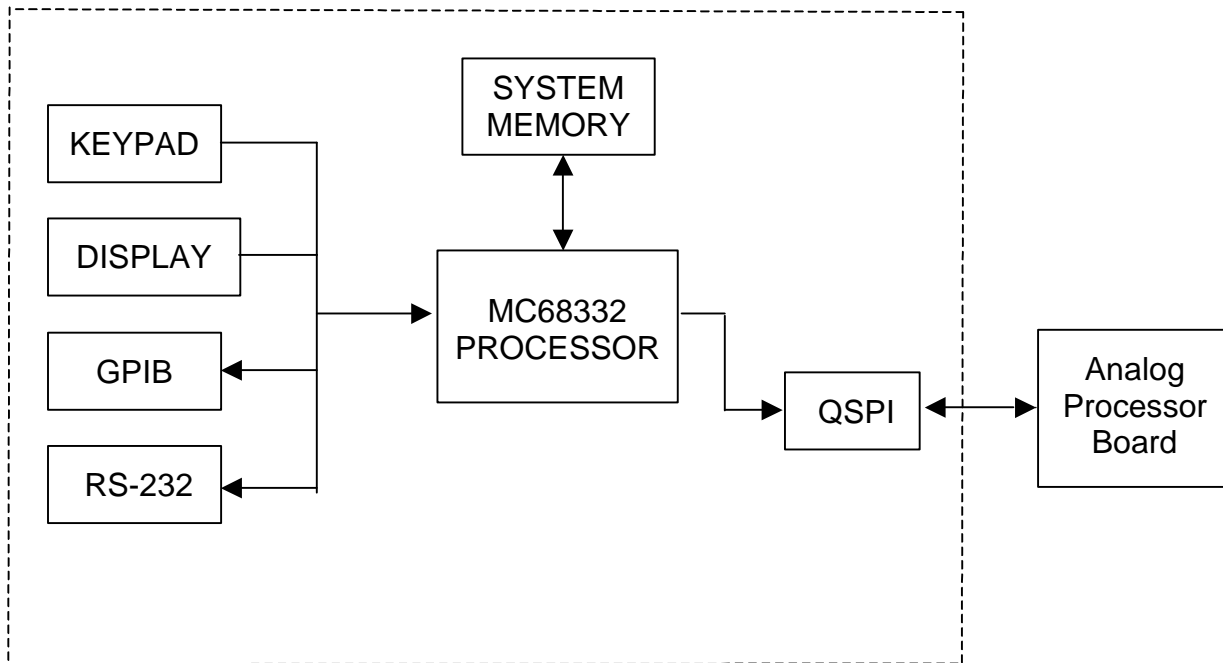 SYSTEM
MEMORY
KEYPAD
DISPLAY
GPIB
RS-232
MC68332
PROCESSOR
QSPI
Analog
Processor
Board